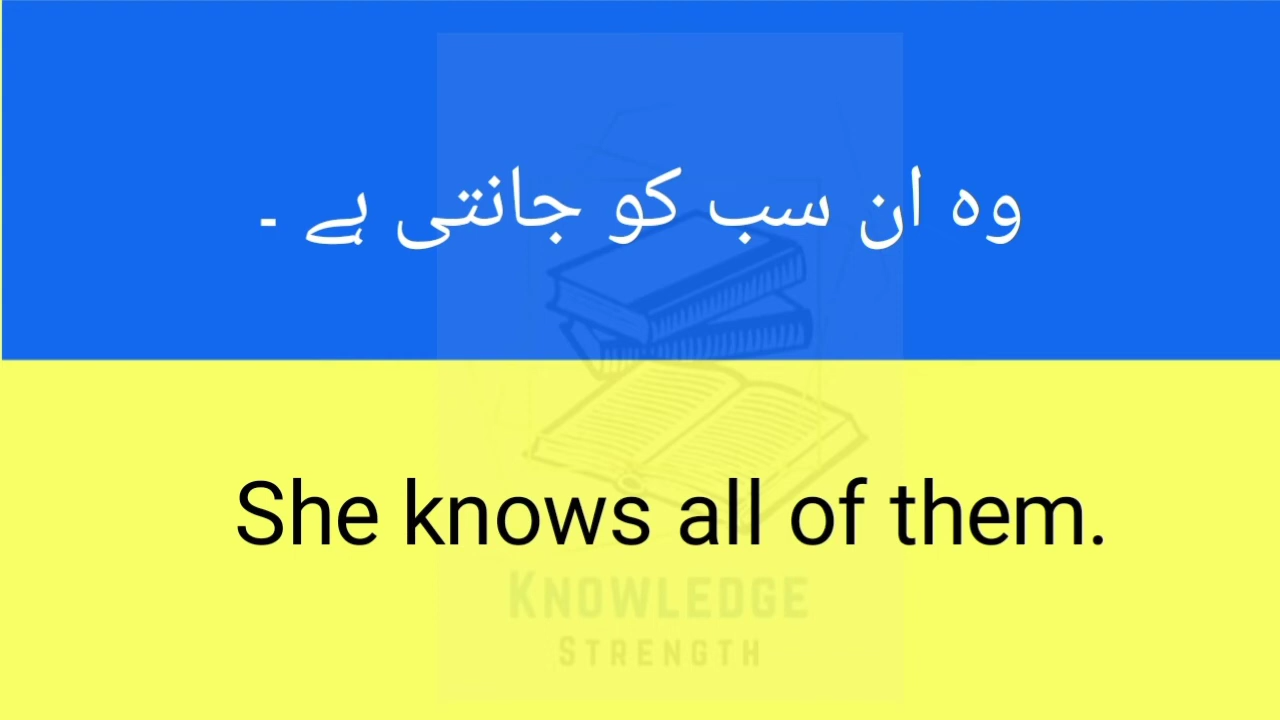 وہ ان سب کو جانتی ہے ۔
She knows all of them.
KNOWLEDGE
STRENGTH